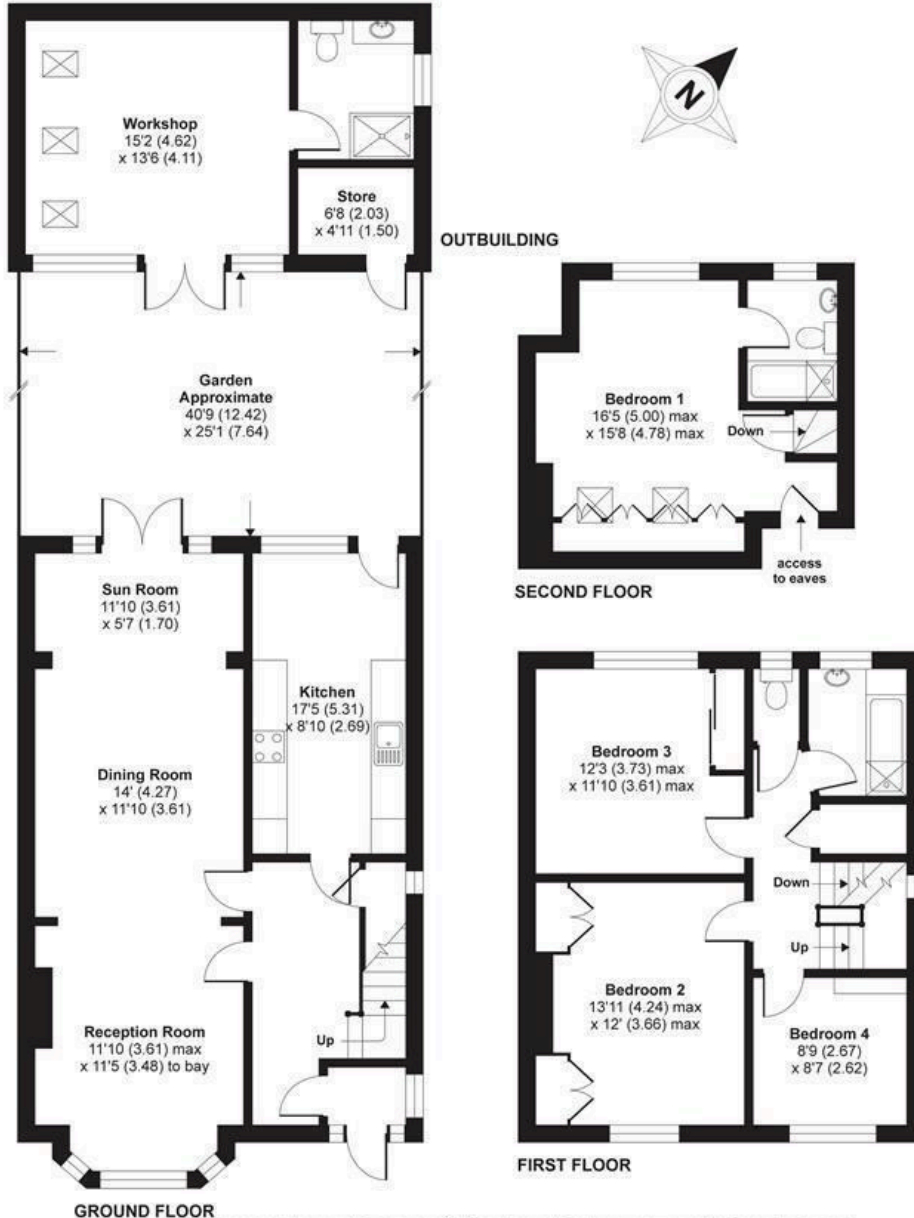 Workshop
15'2 (4.62)
x 13'6 (4.11)
Store
6'8 (2.03)
x 4'11 (1.50)
OUTBUILDING
N
Garden
Approximate
40'9 (12.42)
x 25'1 (7.64)
Bedroom 1
16'5 (5.00) max
x 15'8 (4.78) max
Down
access
to eaves
SECOND FLOOR
Sun Room
11'10 (3.61)
x 5'7 (1.70)
Kitchen
17'5 (5.31)
x 8'10 (2.69)
Dining Room
14' (4.27)
x 11'10 (3.61)
Up
Reception Room
11'10 (3.61) max
x 11'5 (3.48) to bay
GROUND FLOOR
Bedroom 3
12'3 (3.73) max
x 11'10 (3.61) max
Down
Up
Bedroom 2
13'11 (4.24) max
x 12' (3.66) max
Bedroom 4
8'9 (2.67)
x 8'7 (2.62)
FIRST FLOOR